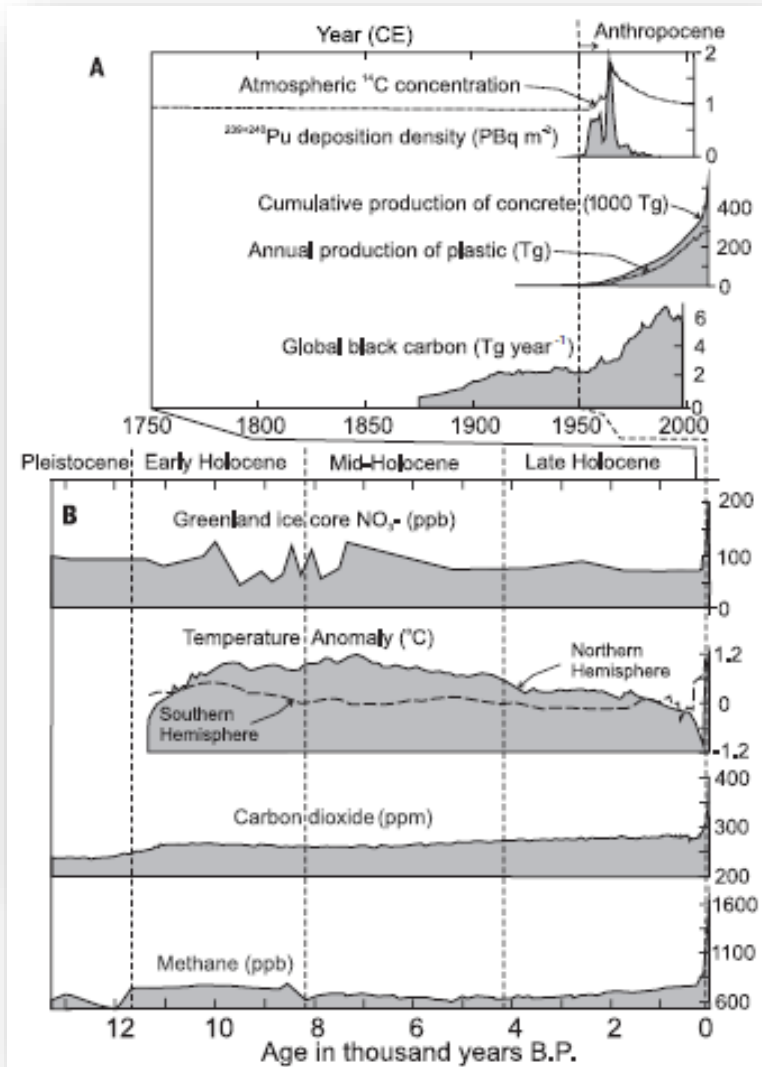 Year (CE)
Anthropocene
A
2
Atmospheric ¹⁴C concentration
1
²³⁹⁺²⁴⁰Pu deposition density (PBq m⁻²)
0
Cumulative production of concrete (1000 Tg)
400
Annual production of plastic (Tg)
200
0
6
Global black carbon (Tg year⁻¹)
4
2
0
1750 1800 1850 1900 1950 2000
Pleistocene Early Holocene Mid-Holocene Late Holocene
B
200
Greenland ice core NO₃- (ppb)
100
0
Temperature Anomaly (°C)
1.2
Northern
Hemisphere
0
Southern
Hemisphere
-1.2
400
Carbon dioxide (ppm)
300
200
1600
1100
Methane (ppb)
600
12 10 8 6 4 2 0
Age in thousand years B.P.